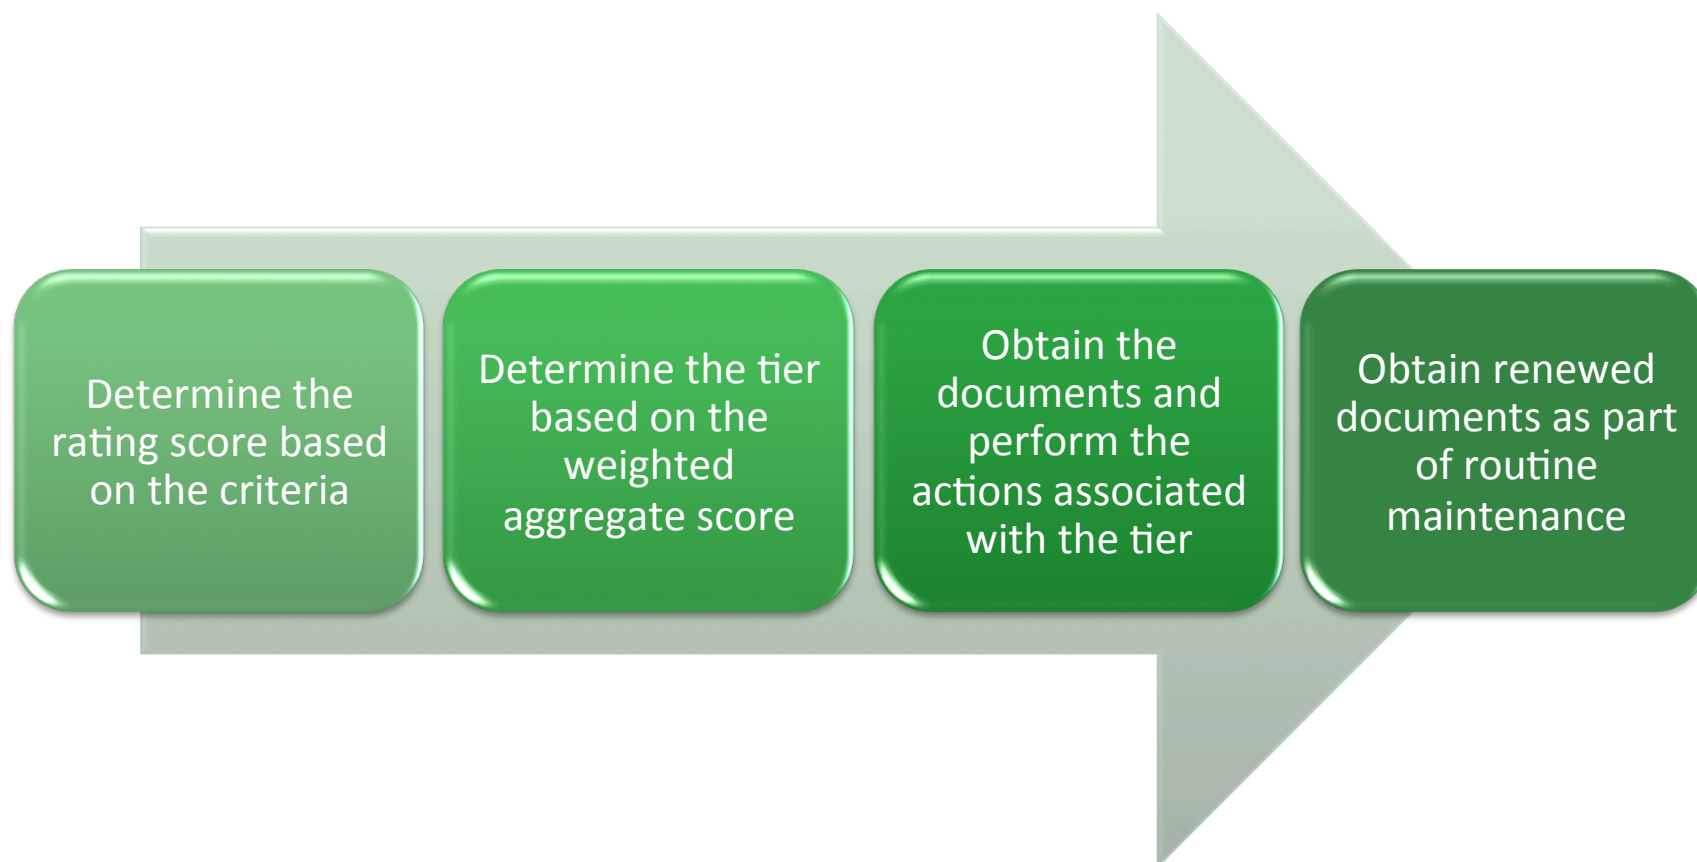 Determine the
rating score based
on the criteria
Determine the tier
based on the
weighted
aggregate score
Obtain the
documents and
perform the
actions associated
with the tier
Obtain renewed
documents as part
of routine
maintenance